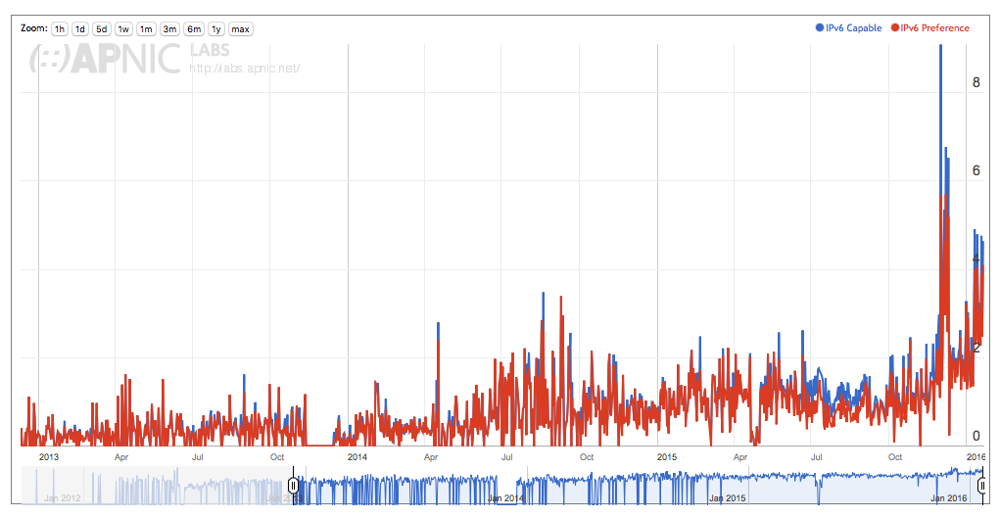 Zoom: 1h 1d 5d 1w 1m 3m 6m 1y max
IPv6 Capable IPv6 Preference
(::) APNIC LABS
http://labs.apnic.net/
8
6
4
2
0
2013 Apr Jul Oct 2014 Apr Jul Oct 2015 Apr Jul Oct 2016
Jan 2012 Jan 2013 Jan 2014 Jan 2015 Jan 2016